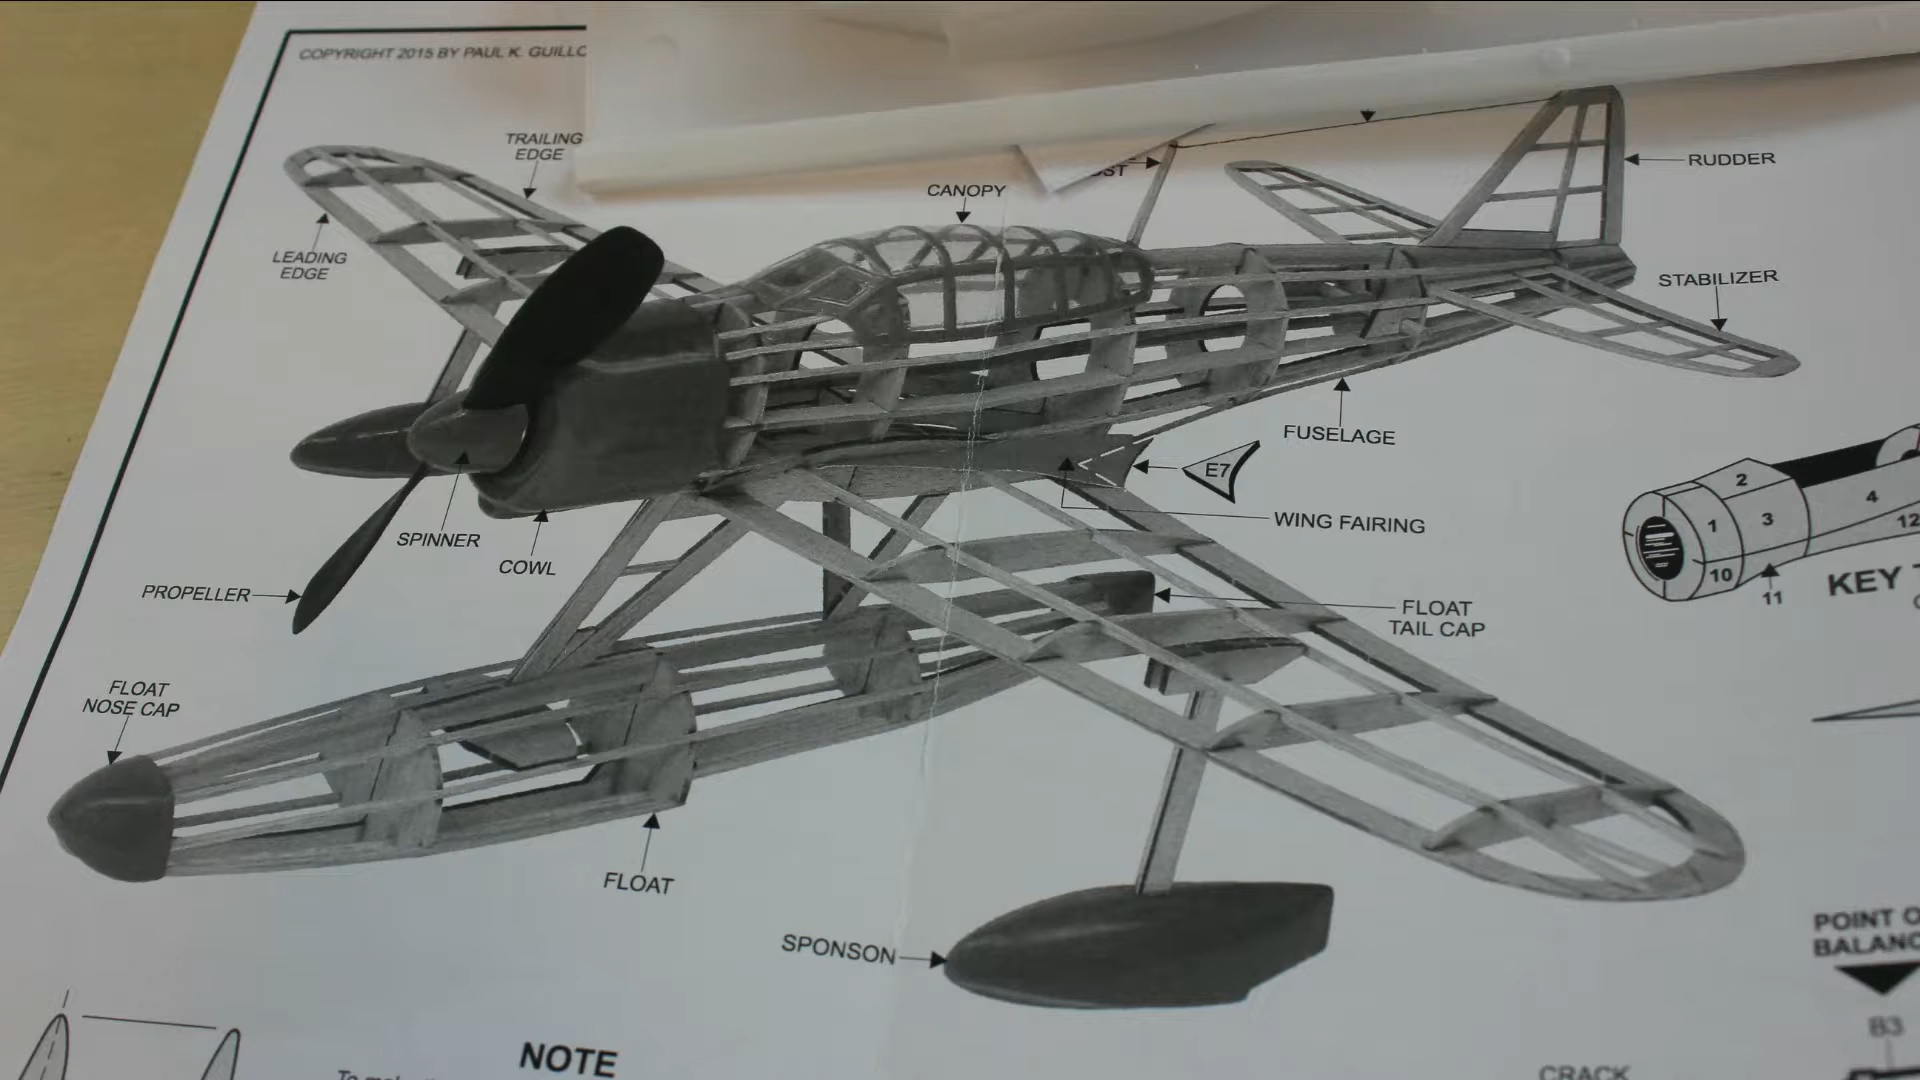 COPYRIGHT 2015 BY PAUL K.
TRAILING
EDGE
CANOPY
RUDDER
LEADING
EDGE
STABILIZER
FUSELAGE
E7
WING FAIRING
SPINNER
COWL
PROPELLER
FLOAT
TAIL CAP
1
2
3
4
10
11
12
KEY
FLOAT
NOSE CAP
FLOAT
SPONSON
POINT
B3
NOTE
CRACK